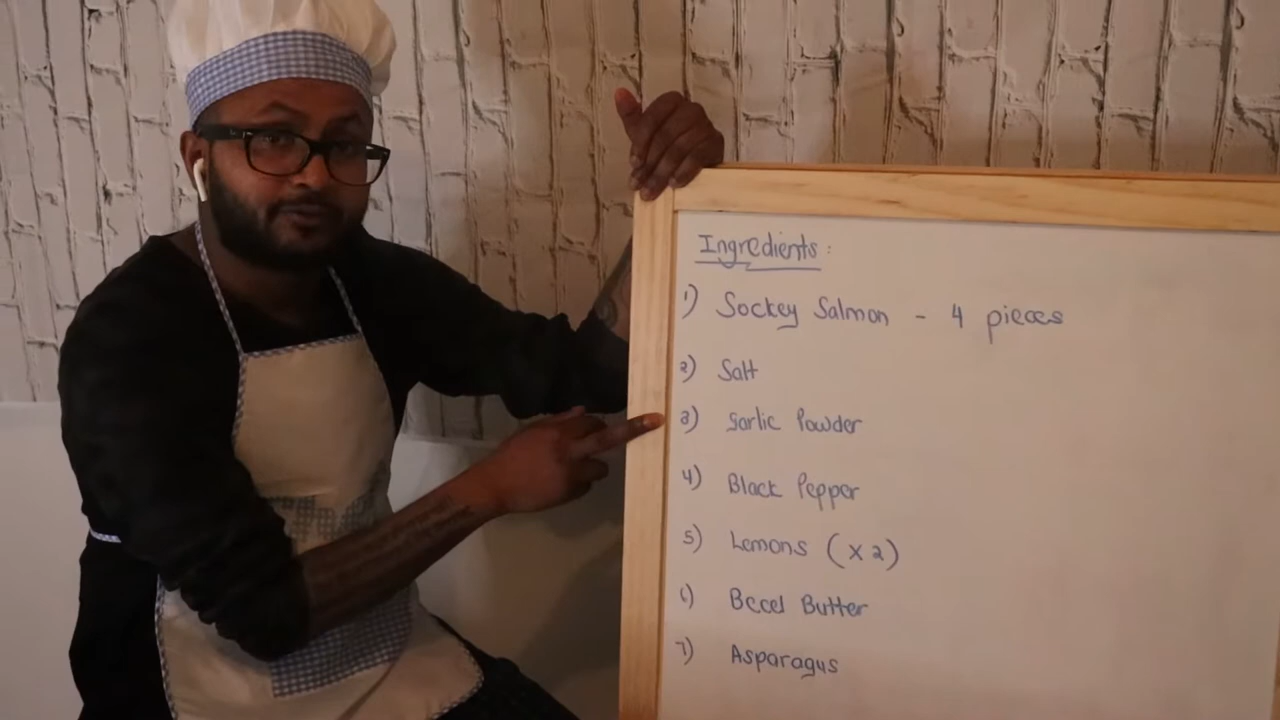 Ingredients :
1) Sockey Salmon - 4 pieces
2) Salt
3) Garlic Powder
4) Black Pepper
5) Lemons (x2)
6) Becel Butter
7) Asparagus